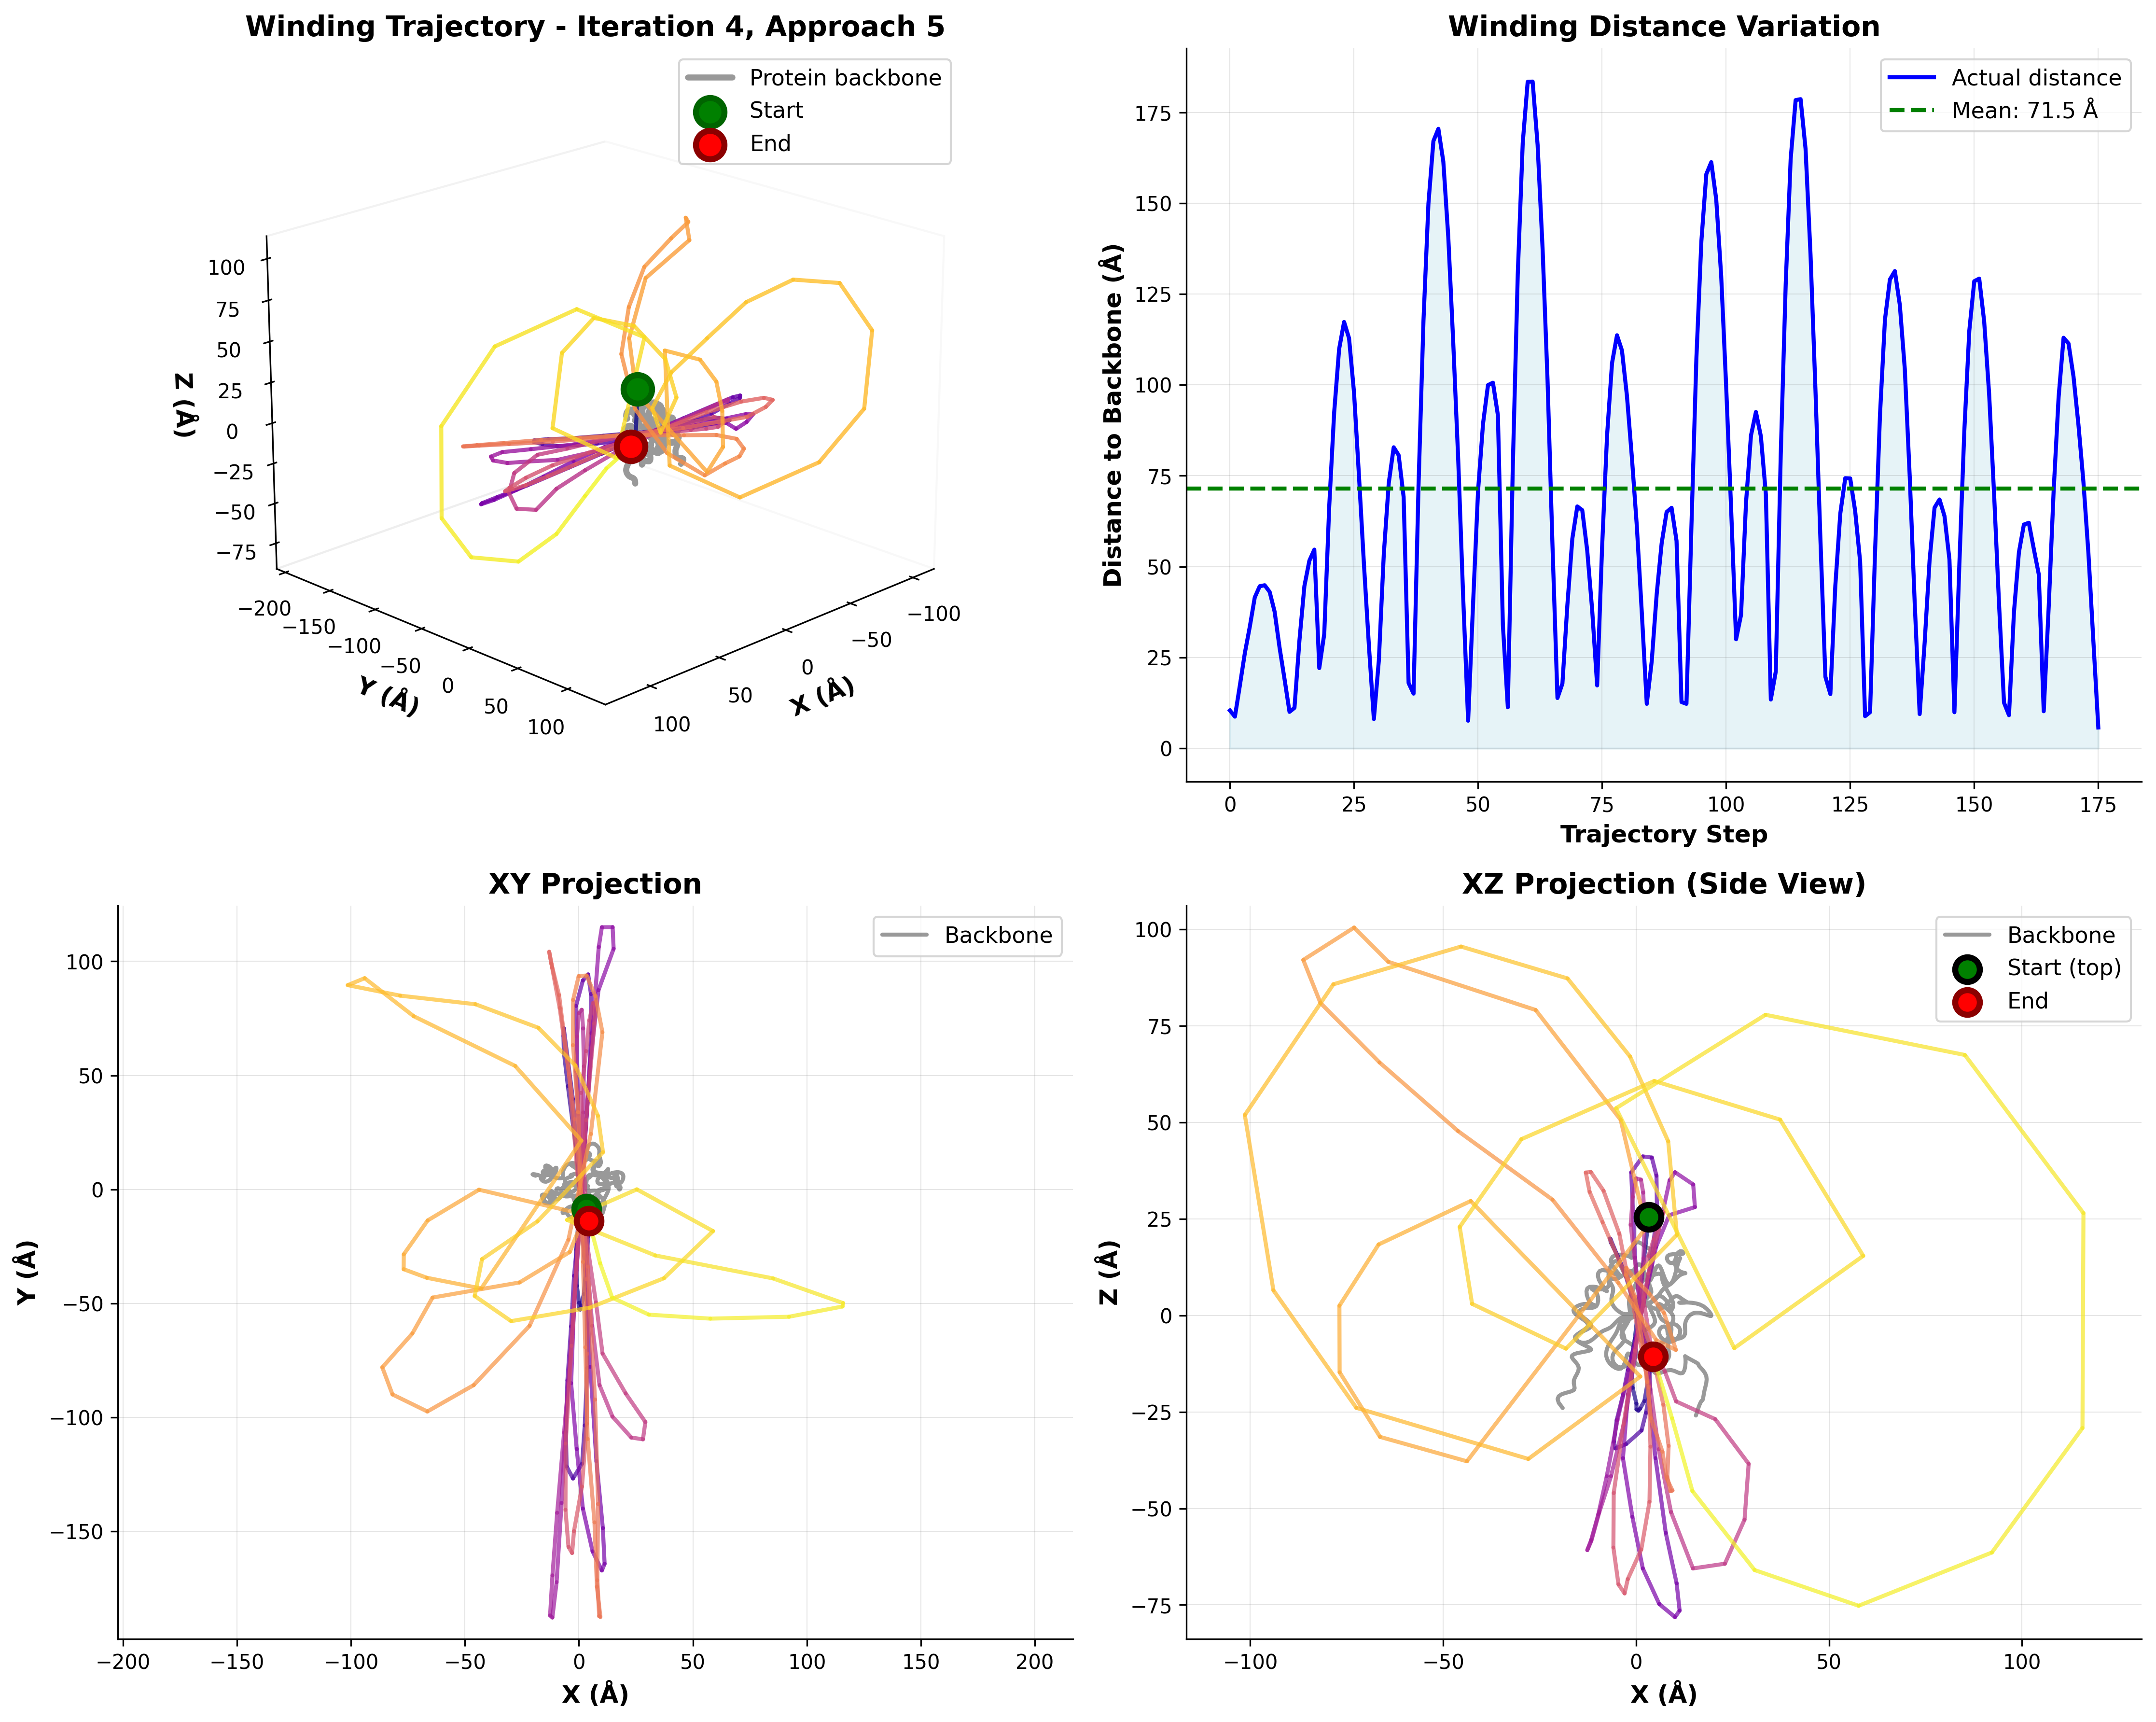 Winding Trajectory - Iteration 4, Approach 5
Protein backbone
Start
End
100
75
50
25
0
−25
−50
−75
Z (Å)
−200
−150
−100
−50
0
50
100
Y (Å)
100
50
0
−50
−100
X (Å)
Winding Distance Variation
Actual distance
Mean: 71.5 Å
175
150
125
100
75
50
25
0
Distance to Backbone (Å)
0
25
50
75
100
125
150
175
Trajectory Step
XY Projection
Backbone
100
50
0
−50
−100
−150
Y (Å)
−200
−150
−100
−50
0
50
100
150
200
X (Å)
XZ Projection (Side View)
Backbone
Start (top)
End
100
75
50
25
0
−25
−50
−75
Z (Å)
−100
−50
0
50
100
X (Å)